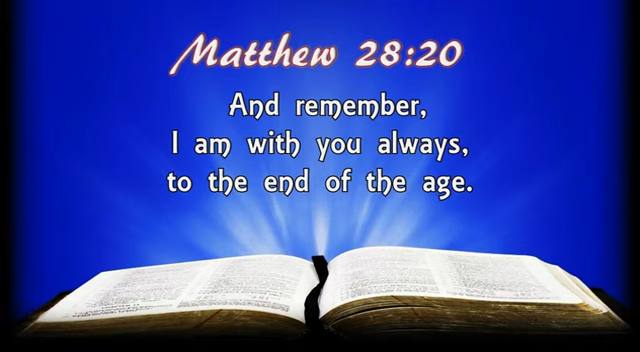 Matthew 28:20
And remember,
I am with you always,
to the end of the age.